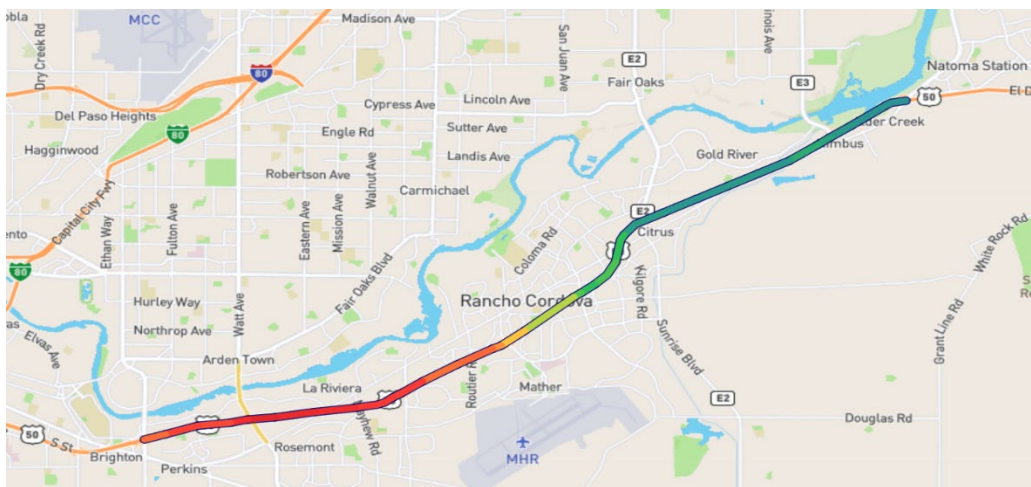 MCC
Madison Ave
Dry Creek Rd
80
San Juan Ave
E2
Fair Oaks
E3
Natoma Station
50
El D
Cypress Ave
Lincoln Ave
Del Paso Heights
80
Engle Rd
Sutter Ave
Hagginwood
Landis Ave
Gold River
Robertson Ave
Walnut Ave
Carmichael
Capital City Fwy
Ethan Way
Fulton Ave
Eastern Ave
Mission Ave
Coloma Rd
E2
Citrus
White Rock Rd
80
Fair Oaks Blvd
Kilgore Rd
Hurley Way
Watt Ave
Rancho Cordova
Northrop Ave
Elvas Ave
Arden Town
Sunrise Blvd
Grant Line Rd
La Riviera
Mather
E2
Douglas Rd
50
S St
Mayhew Rd
Brighton
Rosemont
Perkins
MHR